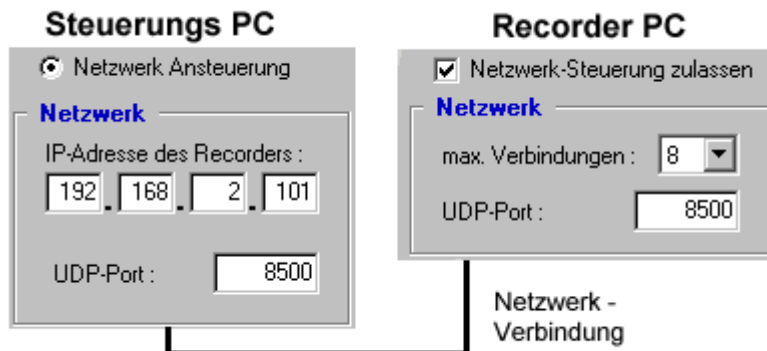 Steuerungs PC
Netzwerk Ansteuerung
Netzwerk
IP-Adresse des Recorders :
192 . 168 . 2 . 101
UDP-Port : 8500
Recorder PC
Netzwerk-Steuerung zulassen
Netzwerk
max. Verbindungen : 8
UDP-Port : 8500
Netzwerk -
Verbindung